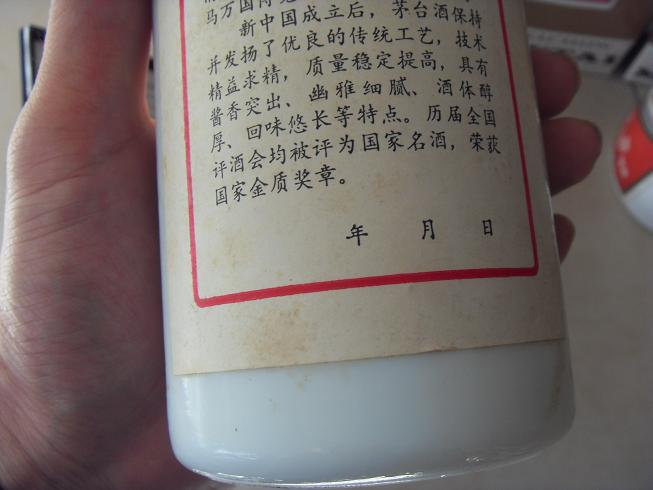 马万国博
新中国成立后，茅台酒保持
并发扬了优良的传统工艺，技术
精益求精，质量稳定提高，具有
酱香突出、幽雅细腻、酒体醇
厚、回味悠长等特点。历届全国
评酒会均被评为国家名酒，荣获
国家金质奖章。
年 月 日